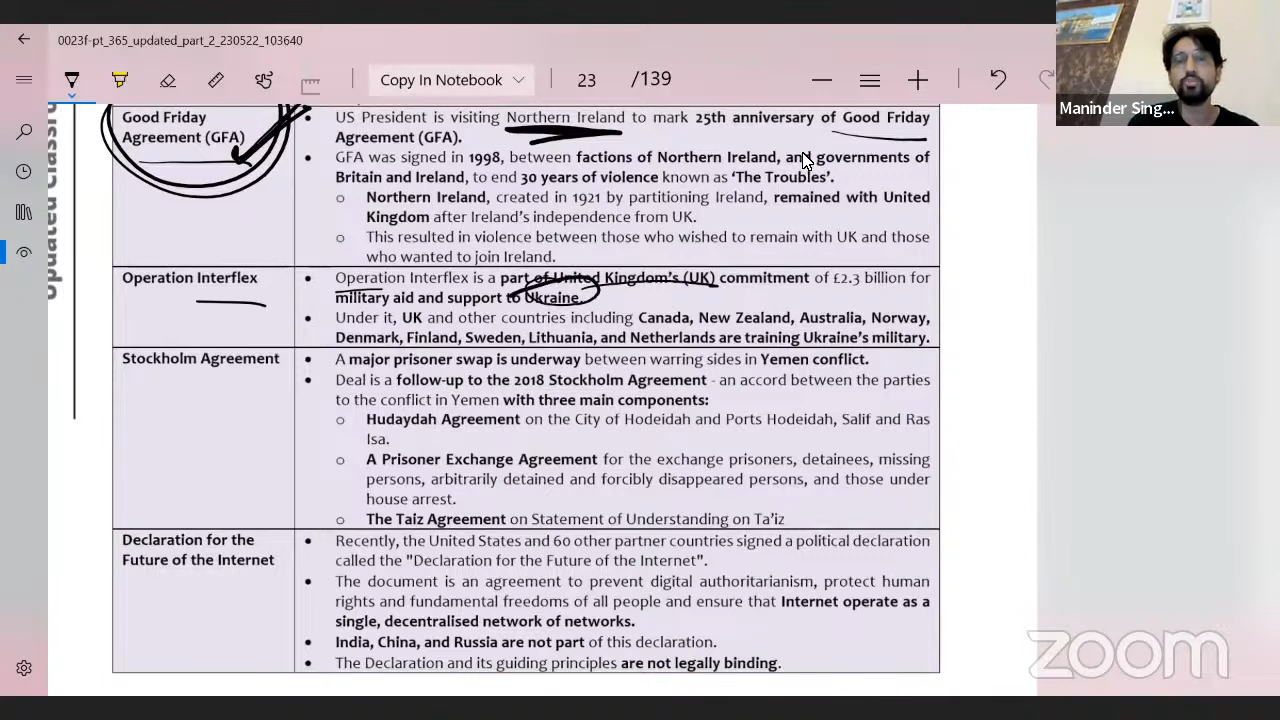 0023f-pt_365_updated_part_2_230522_103640
Copy In Notebook
23 /139
Maninder Sing...
Good Friday
Agreement (GFA)
• US President is visiting Northern Ireland to mark 25th anniversary of Good Friday
Agreement (GFA).
• GFA was signed in 1998, between factions of Northern Ireland, and governments of
Britain and Ireland, to end 30 years of violence known as ‘The Troubles’.
o Northern Ireland, created in 1921 by partitioning Ireland, remained with United
Kingdom after Ireland’s independence from UK.
o This resulted in violence between those who wished to remain with UK and those
who wanted to join Ireland.
Operation Interflex
• Operation Interflex is a part of United Kingdom’s (UK) commitment of £2.3 billion for
military aid and support to Ukraine.
• Under it, UK and other countries including Canada, New Zealand, Australia, Norway,
Denmark, Finland, Sweden, Lithuania, and Netherlands are training Ukraine’s military.
Stockholm Agreement
• A major prisoner swap is underway between warring sides in Yemen conflict.
• Deal is a follow-up to the 2018 Stockholm Agreement - an accord between the parties
to the conflict in Yemen with three main components:
o Hudaydah Agreement on the City of Hodeidah and Ports Hodeidah, Salif and Ras
Isa.
o A Prisoner Exchange Agreement for the exchange prisoners, detainees, missing
persons, arbitrarily detained and forcibly disappeared persons, and those under
house arrest.
o The Taiz Agreement on Statement of Understanding on Ta’iz
Declaration for the
Future of the Internet
• Recently, the United States and 60 other partner countries signed a political declaration
called the "Declaration for the Future of the Internet".
• The document is an agreement to prevent digital authoritarianism, protect human
rights and fundamental freedoms of all people and ensure that Internet operate as a
single, decentralised network of networks.
• India, China, and Russia are not part of this declaration.
• The Declaration and its guiding principles are not legally binding.
zoom